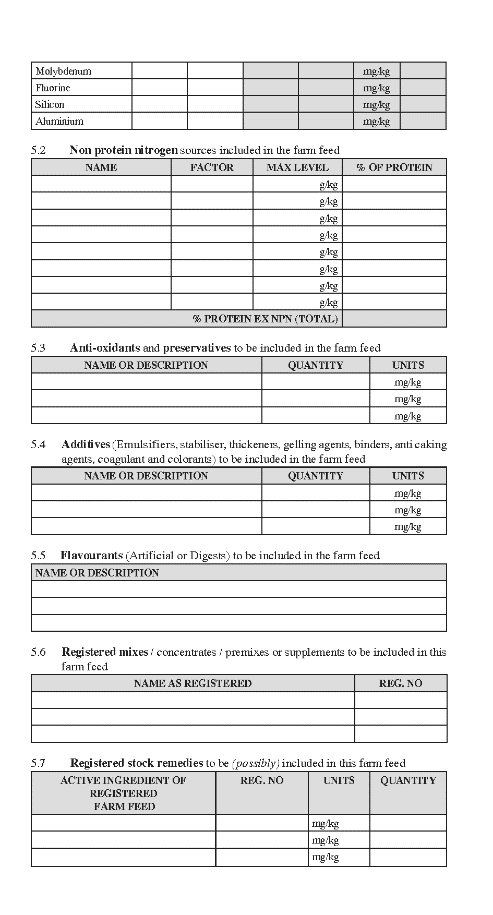 Molybdenum mg/kg
Fluorine mg/kg
Silicon mg/kg
Aluminium mg/kg
5.2 Non protein nitrogen sources included in the farm feed
NAME FACTOR MAX LEVEL % OF PROTEIN
g/kg
g/kg
g/kg
g/kg
g/kg
g/kg
g/kg
g/kg
% PROTEIN EX NPN (TOTAL)
5.3 Anti-oxidants and preservatives to be included in the farm feed
NAME OR DESCRIPTION QUANTITY UNITS
mg/kg
mg/kg
mg/kg
5.4 Additives (Emulsifiers, stabiliser, thickeners, gelling agents, binders, anti caking
agents, coagulant and colorants) to be included in the farm feed
NAME OR DESCRIPTION QUANTITY UNITS
mg/kg
mg/kg
mg/kg
5.5 Flavourants (Artificial or Digests) to be included in the farm feed
NAME OR DESCRIPTION
5.6 Registered mixes / concentrates / premixes or supplements to be included in this
farm feed
NAME AS REGISTERED REG. NO
5.7 Registered stock remedies to be (possibly) included in this farm feed
ACTIVE INGREDIENT OF REG. NO UNITS QUANTITY
REGISTERED
FARM FEED
mg/kg
mg/kg
mg/kg